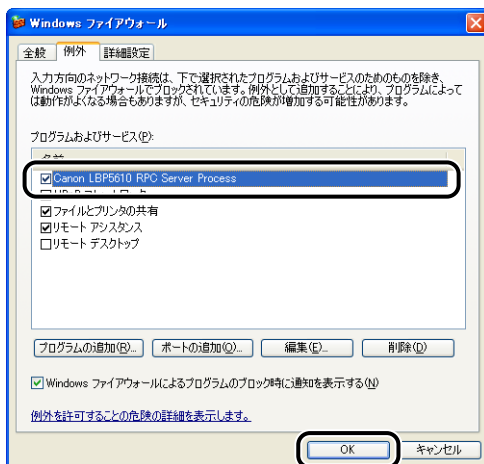 Windows ファイアウォール
全般 例外 詳細設定
入力方向のネットワーク接続は、下で選択されたプログラムおよびサービスのためのものを除き、
Windows ファイアウォールでブロックされています。例外として追加することにより、プログラムによって
は動作がよくなる場合もありますが、セキュリティの危険が増加する可能性があります。
プログラムおよびサービス(P):
Canon LBP5610 RPC Server Process
ファイルとプリンタの共有
リモート アシスタンス
リモート デスクトップ
プログラムの追加(R)... ポートの追加(O)... 編集(E)... 削除(D)
Windows ファイアウォールによるプログラムのブロック時に通知を表示する(N)
例外を許可することの危険の詳細を表示します。
OK キャンセル